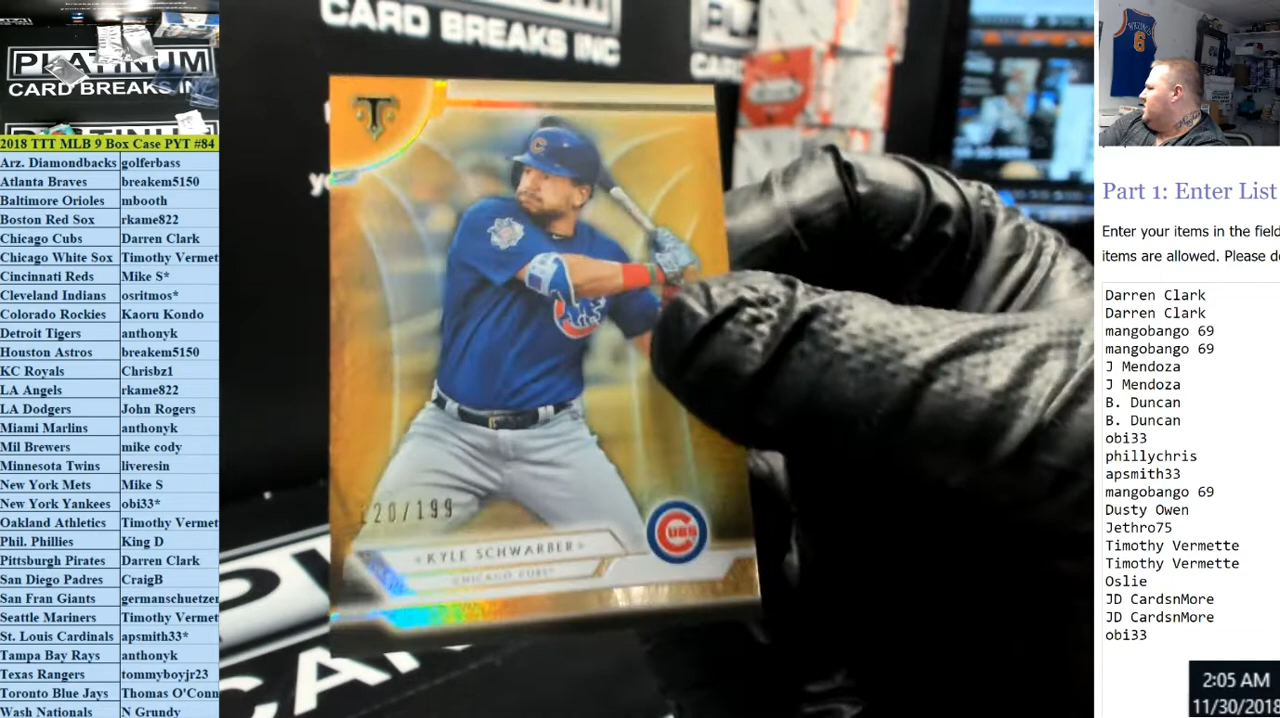 PLATINUM
CARD BREAKS IN
2018 TTT MLB 9 Box Case PYT #84
Arz. Diamondbacks golferbass
Atlanta Braves breakem5150
Baltimore Orioles mbooth
Boston Red Sox rkame822
Chicago Cubs Darren Clark
Chicago White Sox Timothy Vermet
Cincinnati Reds Mike S*
Cleveland Indians osritmos*
Colorado Rockies Kaoru Kondo
Detroit Tigers anthonyk
Houston Astros breakem5150
KC Royals Chrisbz1
LA Angels rkame822
LA Dodgers John Rogers
Miami Marlins anthonyk
Mil Brewers mike cody
Minnesota Twins liveresin
New York Mets Mike S
New York Yankees obi33*
Oakland Athletics Timothy Vermet
Phil. Phillies King D
Pittsburgh Pirates Darren Clark
San Diego Padres CraigB
San Fran Giants germanschuetzen
Seattle Mariners Timothy Vermet
St. Louis Cardinals apsmith33*
Tampa Bay Rays anthonyk
Texas Rangers tommyboyjr23
Toronto Blue Jays Thomas O'Conn
Wash Nationals N Grundy
CARD BREAKS INC
CAR
T
C
120/199
KYLE SCHWARBER
CHICAGO CUBS
CUBS
CAR
6
Part 1: Enter List
Enter your items in the field
items are allowed. Please d
Darren Clark
Darren Clark
mangobango 69
mangobango 69
J Mendoza
J Mendoza
B. Duncan
B. Duncan
obi33
phillychris
apsmith33
mangobango 69
Dusty Owen
Jethro75
Timothy Vermette
Timothy Vermette
Oslie
JD CardsnMore
JD CardsnMore
obi33
2:05 AM
11/30/2018